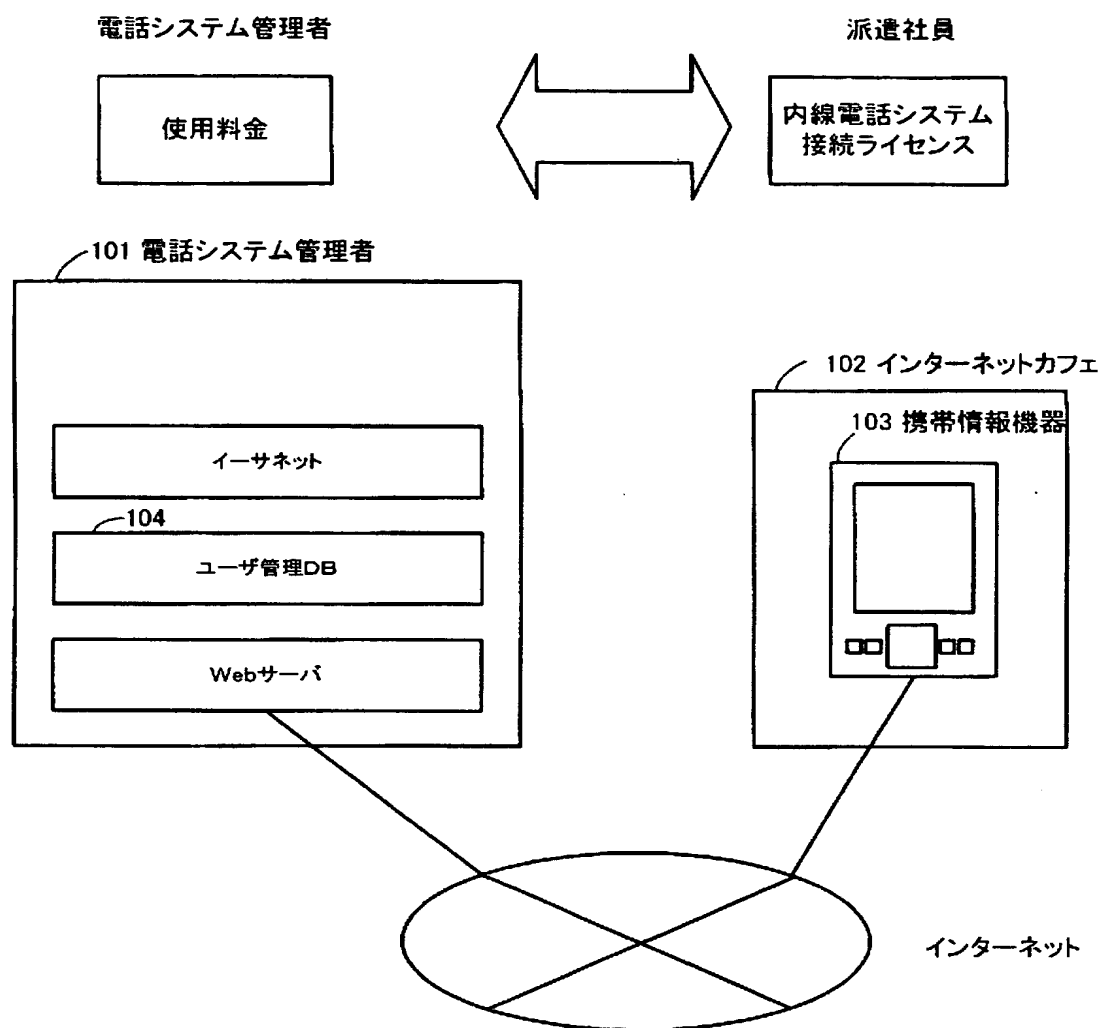 電話システム管理者
派遣社員
使用料金
内線電話システム
接続ライセンス
101 電話システム管理者
102 インターネットカフェ
103 携帯情報機器
イーサネット
104
ユーザ管理DB
Webサーバ
インターネット